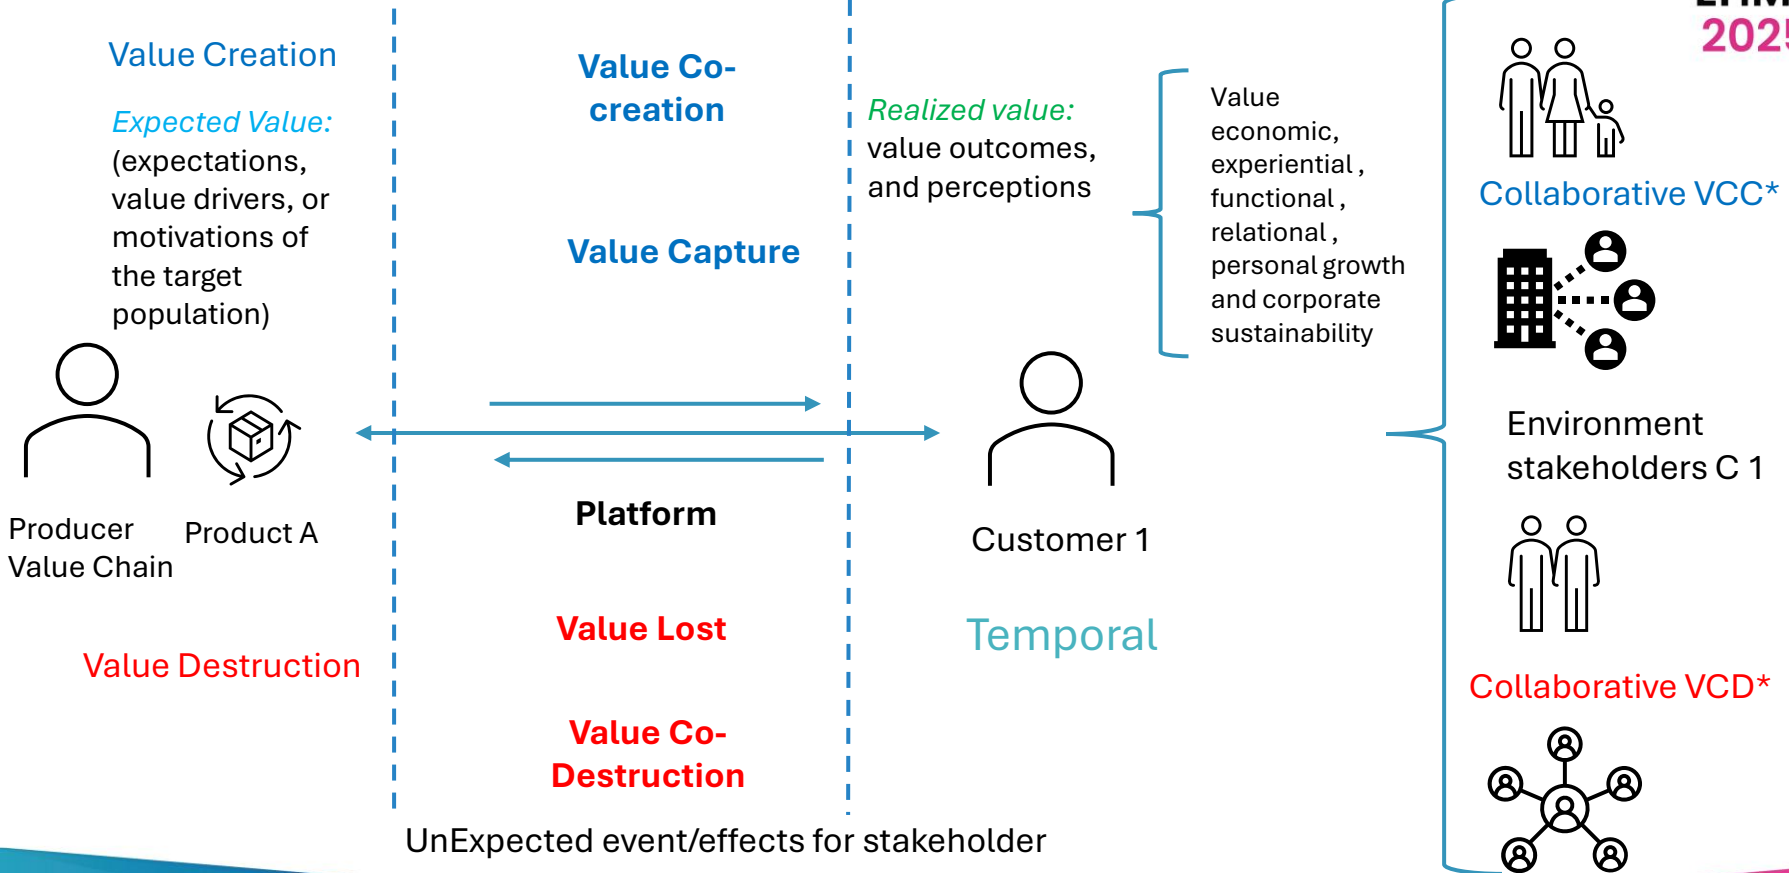 Value Creation
Expected Value:
(expectations,
value drivers, or
motivations of
the target
population)
Producer
Value Chain
Product A
Value Destruction
Value Co-
creation
Value Capture
Platform
Value Lost
Value Co-
Destruction
UnExpected event/effects for stakeholder
Realized value:
value outcomes,
and perceptions
Customer 1
Temporal
Value
economic,
experiential ,
functional ,
relational ,
personal growth
and corporate
sustainability
2025
Collaborative VCC*
Environment
stakeholders C 1
Collaborative VCD*